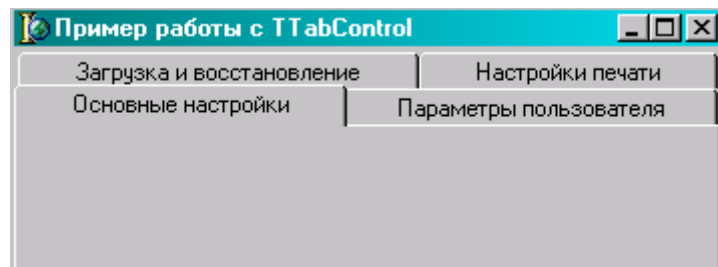 Пример работы с TTabControl
Загрузка и восстановление Настройки печати
Основные настройки Параметры пользователя